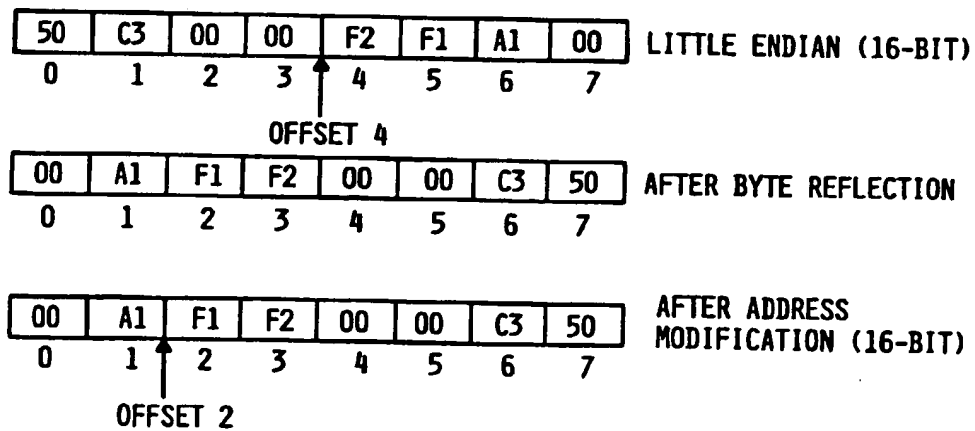 50 C3 00 00 F2 F1 A1 00 LITTLE ENDIAN (16-BIT)
0 1 2 3 4 5 6 7
OFFSET 4
00 A1 F1 F2 00 00 C3 50 AFTER BYTE REFLECTION
0 1 2 3 4 5 6 7
00 A1 F1 F2 00 00 C3 50 AFTER ADDRESS
MODIFICATION (16-BIT)
0 1 2 3 4 5 6 7
OFFSET 2